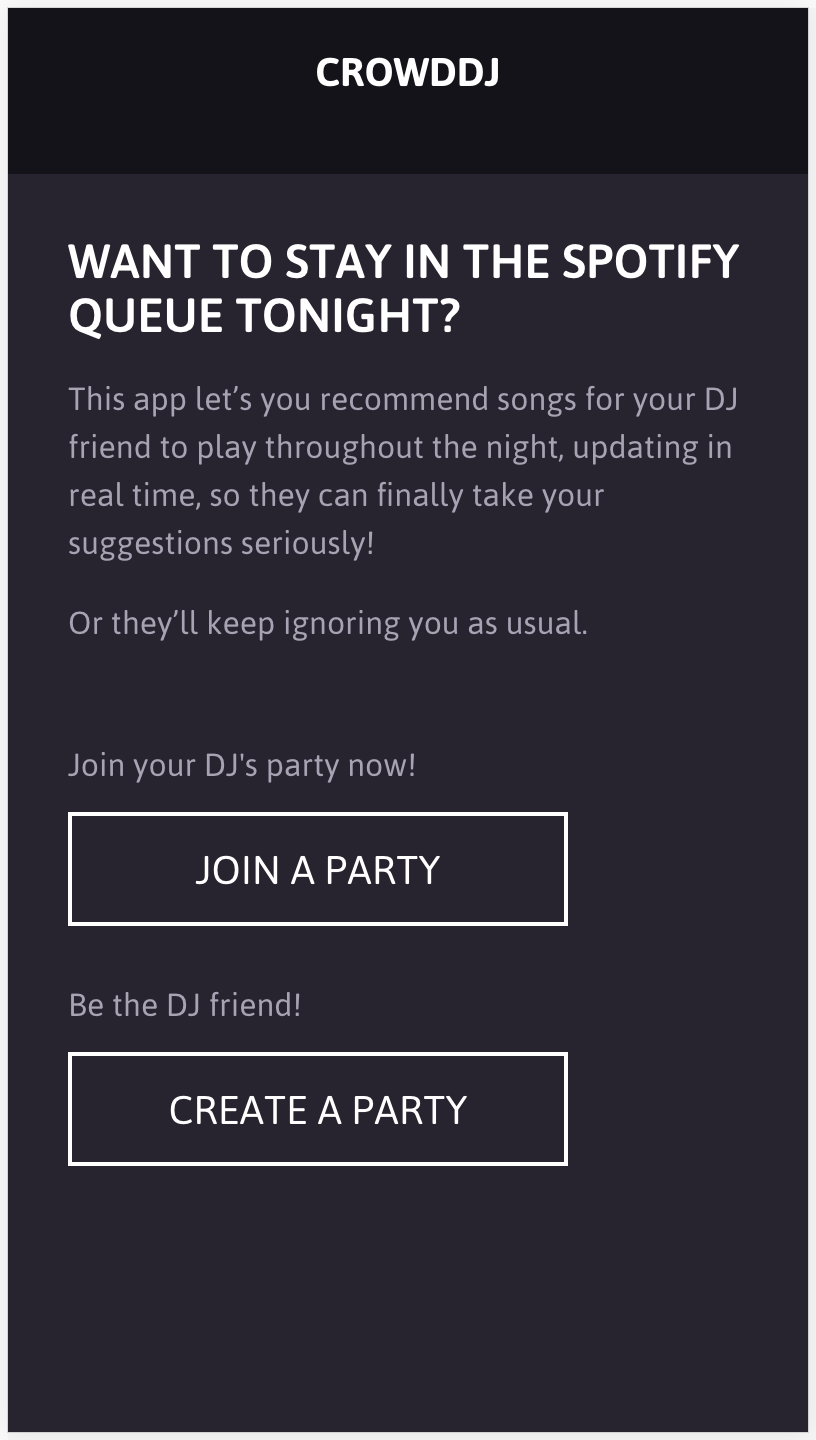 CROWDDJ
WANT TO STAY IN THE SPOTIFY
QUEUE TONIGHT?
This app let’s you recommend songs for your DJ
friend to play throughout the night, updating in
real time, so they can finally take your
suggestions seriously!
Or they’ll keep ignoring you as usual.
Join your DJ's party now!
JOIN A PARTY
Be the DJ friend!
CREATE A PARTY